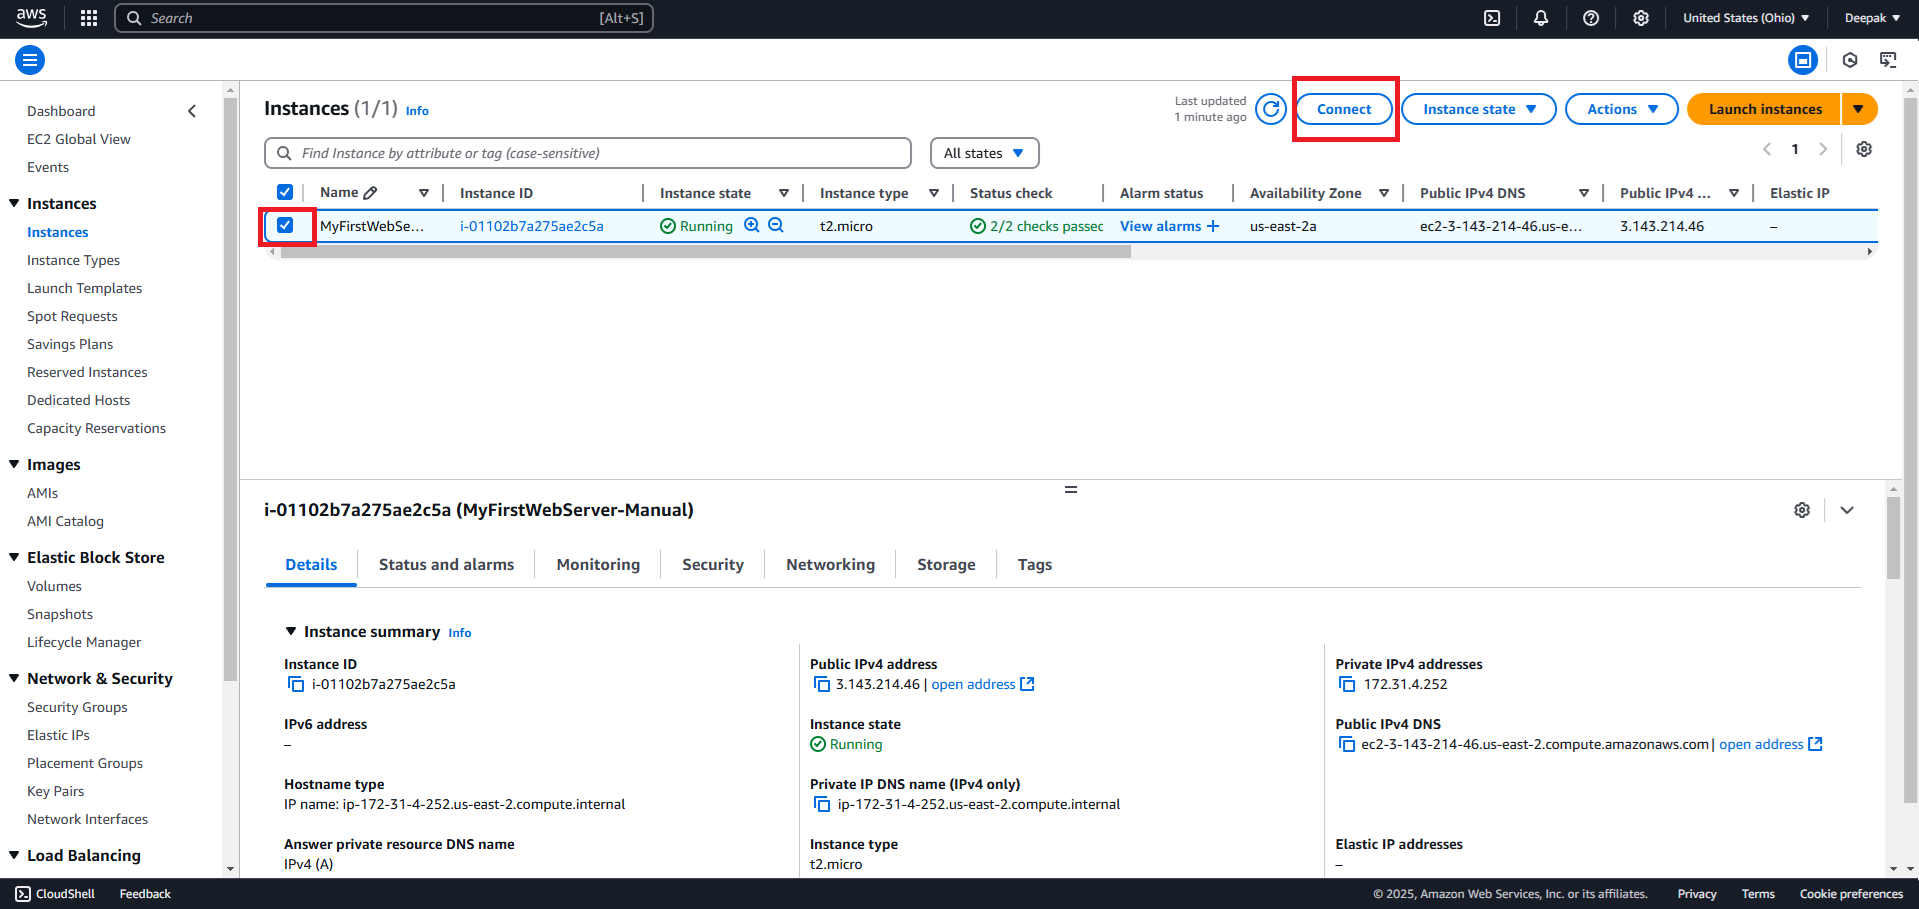 aws
Search [Alt+S]
United States (Ohio) Deepak
Dashboard
EC2 Global View
Events
Instances
Instances
Instance Types
Launch Templates
Spot Requests
Savings Plans
Reserved Instances
Dedicated Hosts
Capacity Reservations
Images
AMIs
AMI Catalog
Elastic Block Store
Volumes
Snapshots
Lifecycle Manager
Network & Security
Security Groups
Elastic IPs
Placement Groups
Key Pairs
Network Interfaces
Load Balancing
Instances (1/1) Info
Last updated
1 minute ago
Connect Instance state Actions Launch instances
Find Instance by attribute or tag (case-sensitive) All states 1
Name Instance ID Instance state Instance type Status check Alarm status Availability Zone Public IPv4 DNS Public IPv4 ... Elastic IP
MyFirstWebSe... i-01102b7a275ae2c5a Running t2.micro 2/2 checks passec View alarms + us-east-2a ec2-3-143-214-46.us-e... 3.143.214.46 –
i-01102b7a275ae2c5a (MyFirstWebServer-Manual)
Details Status and alarms Monitoring Security Networking Storage Tags
Instance summary Info
Instance ID
i-01102b7a275ae2c5a
IPv6 address
–
Hostname type
IP name: ip-172-31-4-252.us-east-2.compute.internal
Answer private resource DNS name
IPv4 (A)
Public IPv4 address
3.143.214.46 | open address
Instance state
Running
Private IP DNS name (IPv4 only)
ip-172-31-4-252.us-east-2.compute.internal
Instance type
t2.micro
Private IPv4 addresses
172.31.4.252
Public IPv4 DNS
ec2-3-143-214-46.us-east-2.compute.amazonaws.com | open address
Elastic IP addresses
–
CloudShell Feedback © 2025, Amazon Web Services, Inc. or its affiliates. Privacy Terms Cookie preferences